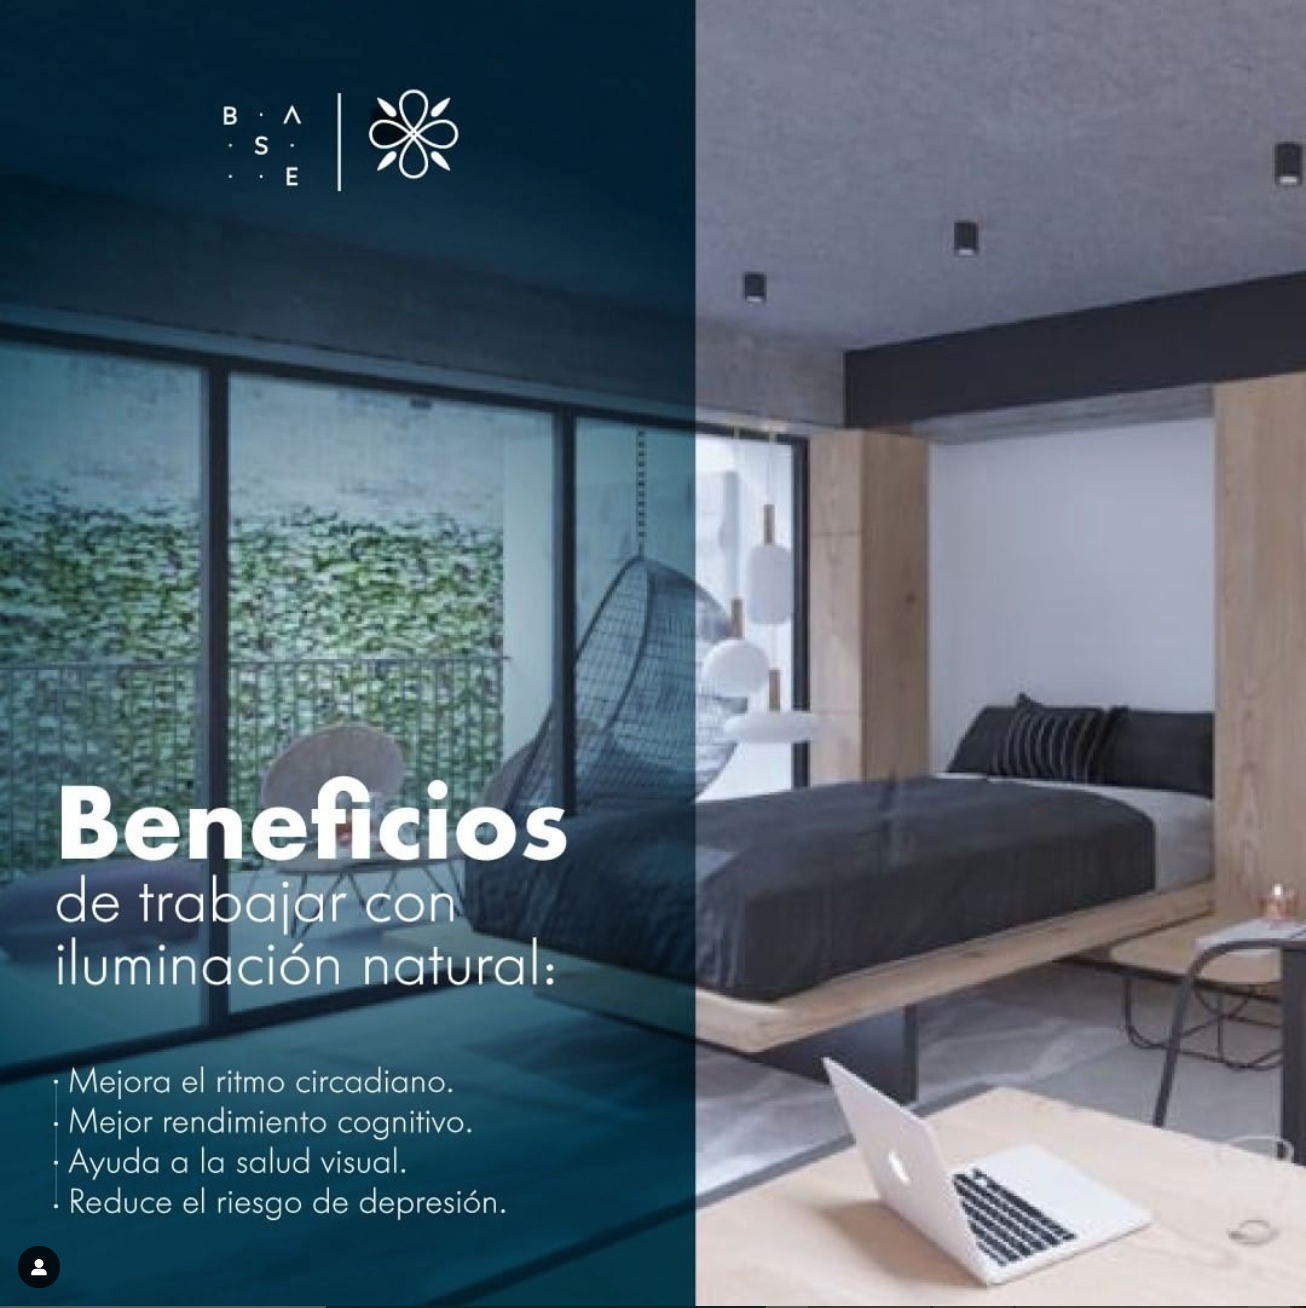 B · A
· S ·
· · E
Beneficios
de trabajar con
iluminación natural:
· Mejora el ritmo circadiano.
· Mejor rendimiento cognitivo.
· Ayuda a la salud visual.
· Reduce el riesgo de depresión.